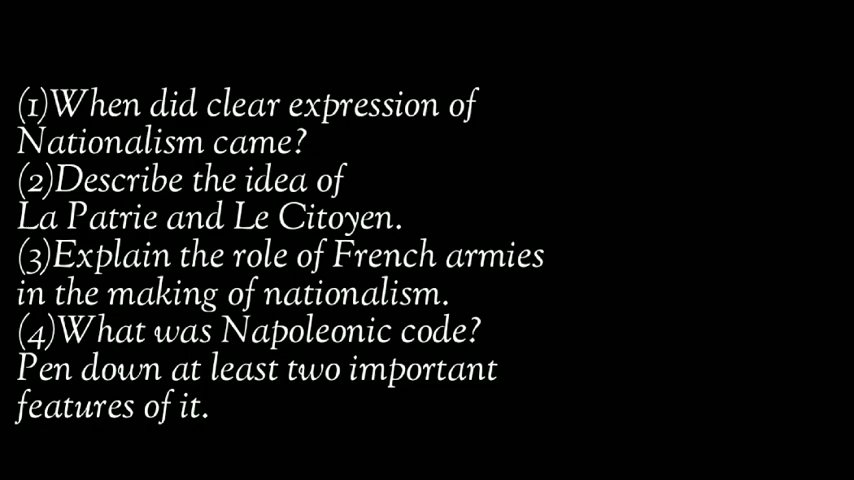 (1)When did clear expression of
Nationalism came?
(2)Describe the idea of
La Patrie and Le Citoyen.
(3)Explain the role of French armies
in the making of nationalism.
(4)What was Napoleonic code?
Pen down at least two important
features of it.